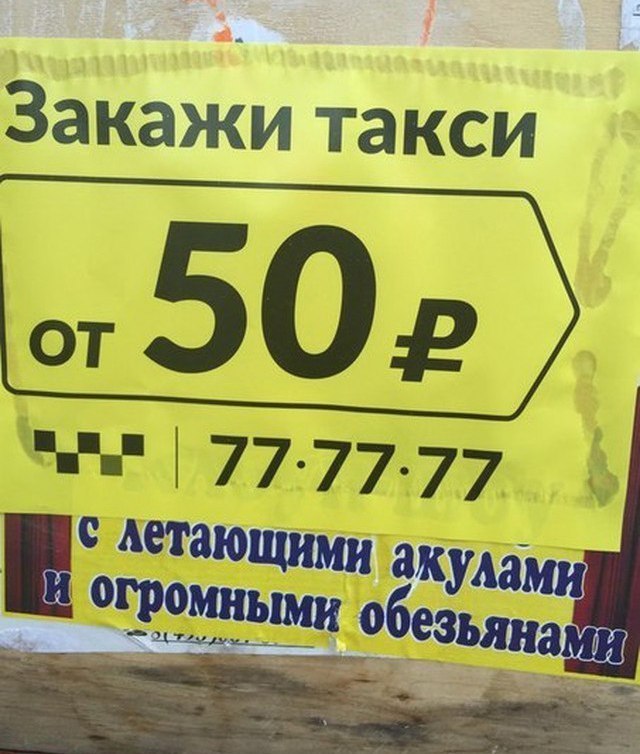 Закажи такси
от 50 ₽
77·77·77
с летающими акулами
и огромными обезьянами